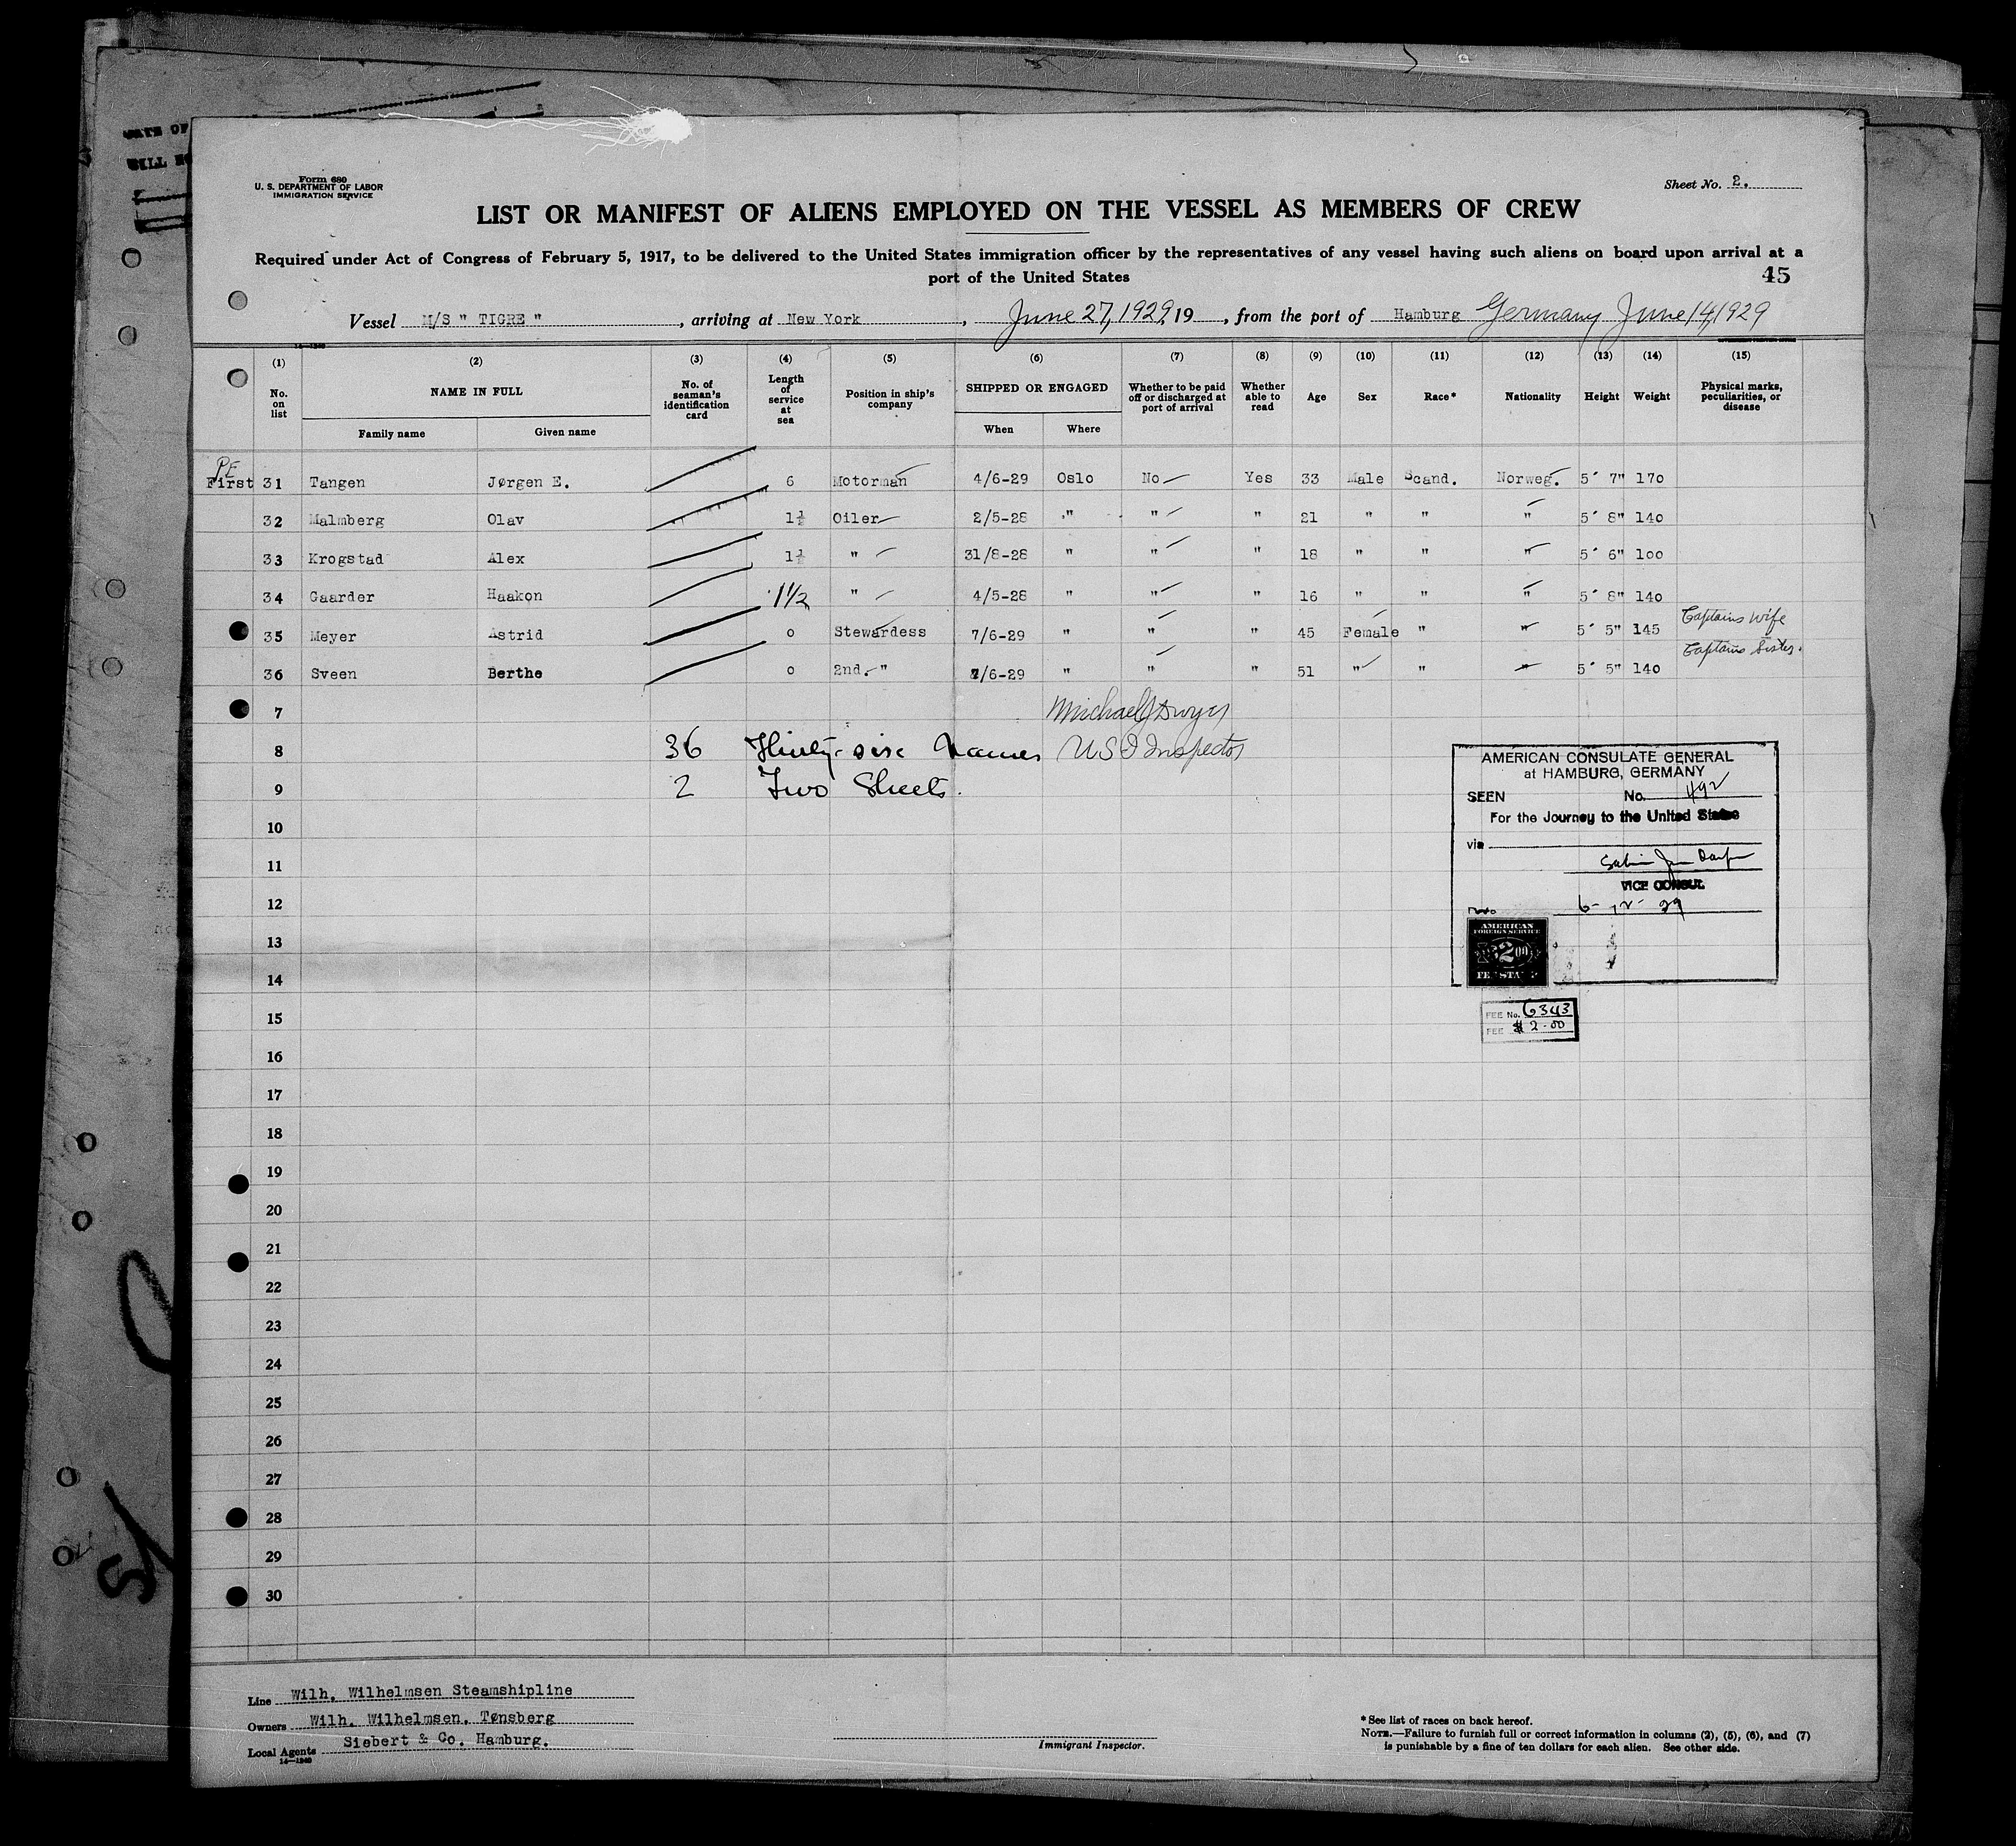 Form 680
U. S. DEPARTMENT OF LABOR
IMMIGRATION SERVICE
Sheet No. 2.
LIST OR MANIFEST OF ALIENS EMPLOYED ON THE VESSEL AS MEMBERS OF CREW
Required under Act of Congress of February 5, 1917, to be delivered to the United States immigration officer by the representatives of any vessel having such aliens on board upon arrival at a
port of the United States
45
Vessel M/S " TIGRE ", arriving at New York, June 27, 1929, 19 , from the port of Hamburg Germany June 14, 1929
(1) (2) (3) (4) (5) (6) (7) (8) (9) (10) (11) (12) (13) (14) (15)
No. on list NAME IN FULL Family name Given name No. of seaman's identification card Length of service at sea Position in ship's company SHIPPED OR ENGAGED When Where Whether to be paid off or discharged at port of arrival Whether able to read Age Sex Race* Nationality Height Weight Physical marks, peculiarities, or disease
PE
First 31 Tangen Jørgen E. 6 Motorman 4/6-29 Oslo No Yes 33 Male Scand. Norweg. 5' 7" 170
32 Malmberg Olav 1½ Oiler 2/5-28 " " " 21 " " " 5' 8" 140
33 Krogstad Alex 1½ " 31/8-28 " " " 18 " " " 5' 6" 100
34 Gaarder Haakon 1½ " 4/5-28 " " " 16 " " " 5' 8" 140
35 Meyer Astrid 0 Stewardess 7/6-29 " " " 45 Female " " 5' 5" 145 Captains wife
36 Sveen Berthe 0 2nd. " 7/6-29 " " " 51 " " " 5' 5" 140 Captains Sister.
7 Michael J Dwyer
8 36 Thirty-six Names U S I Inspector
9 2 Two Sheets.
10
11
12
13
14
15
16
17
18
19
20
21
22
23
24
25
26
27
28
29
30
AMERICAN CONSULATE GENERAL
at HAMBURG, GERMANY
SEEN No. 492
For the Journey to the United States
via
VICE CONSUL
6-12-29
AMERICAN
FOREIGN SERVICE
2.00
FEE STAMP
FEE No. 6343
FEE $ 2.00
Line Wilh. Wilhelmsen Steamshipline
Owners Wilh. Wilhelmsen, Tønsberg
Local Agents Siebert & Co. Hamburg.
Immigrant Inspector.
* See list of races on back hereof.
NOTE.—Failure to furnish full or correct information in columns (2), (5), (6), and (7)
is punishable by a fine of ten dollars for each alien. See other side.